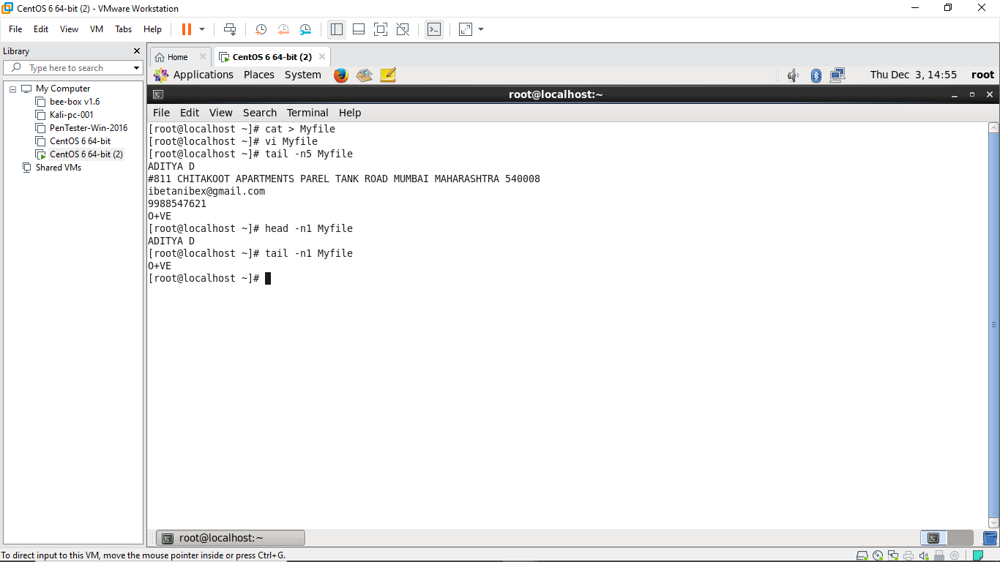 CentOS 6 64-bit (2) - VMware Workstation
File Edit View VM Tabs Help
Library
Type here to search
My Computer
bee-box v1.6
Kali-pc-001
PenTester-Win-2016
CentOS 6 64-bit
CentOS 6 64-bit (2)
Shared VMs
Home
CentOS 6 64-bit (2)
Applications Places System
Thu Dec 3, 14:55 root
root@localhost:~
File Edit View Search Terminal Help
[root@localhost ~]# cat > Myfile
[root@localhost ~]# vi Myfile
[root@localhost ~]# tail -n5 Myfile
ADITYA D
#811 CHITAKOOT APARTMENTS PAREL TANK ROAD MUMBAI MAHARASHTRA 540008
ibetanibex@gmail.com
9988547621
O+VE
[root@localhost ~]# head -n1 Myfile
ADITYA D
[root@localhost ~]# tail -n1 Myfile
O+VE
[root@localhost ~]#
root@localhost:~
To direct input to this VM, move the mouse pointer inside or press Ctrl+G.